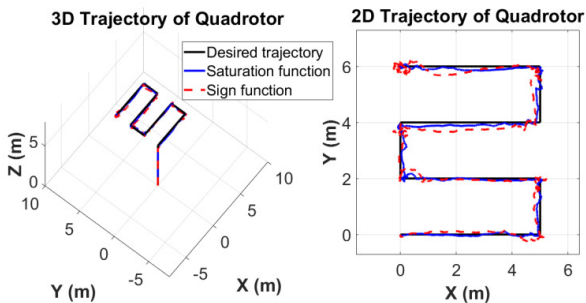 3D Trajectory of Quadrotor
Desired trajectory
Saturation function
Sign function
Z (m)
5
0
10
5
0
-5
Y (m)
10
5
0
-5
X (m)
2D Trajectory of Quadrotor
Y (m)
6
4
2
0
0 2 4 6
X (m)